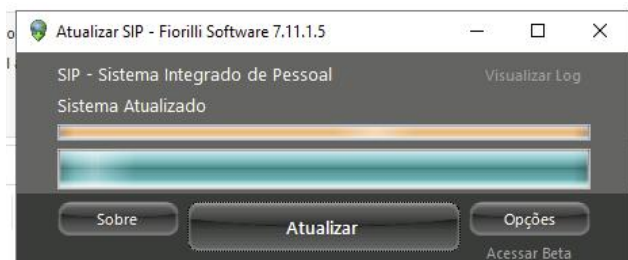 Atualizar SIP - Fiorilli Software 7.11.1.5
SIP - Sistema Integrado de Pessoal
Visualizar Log
Sistema Atualizado
Sobre
Atualizar
Opções
Acessar Beta